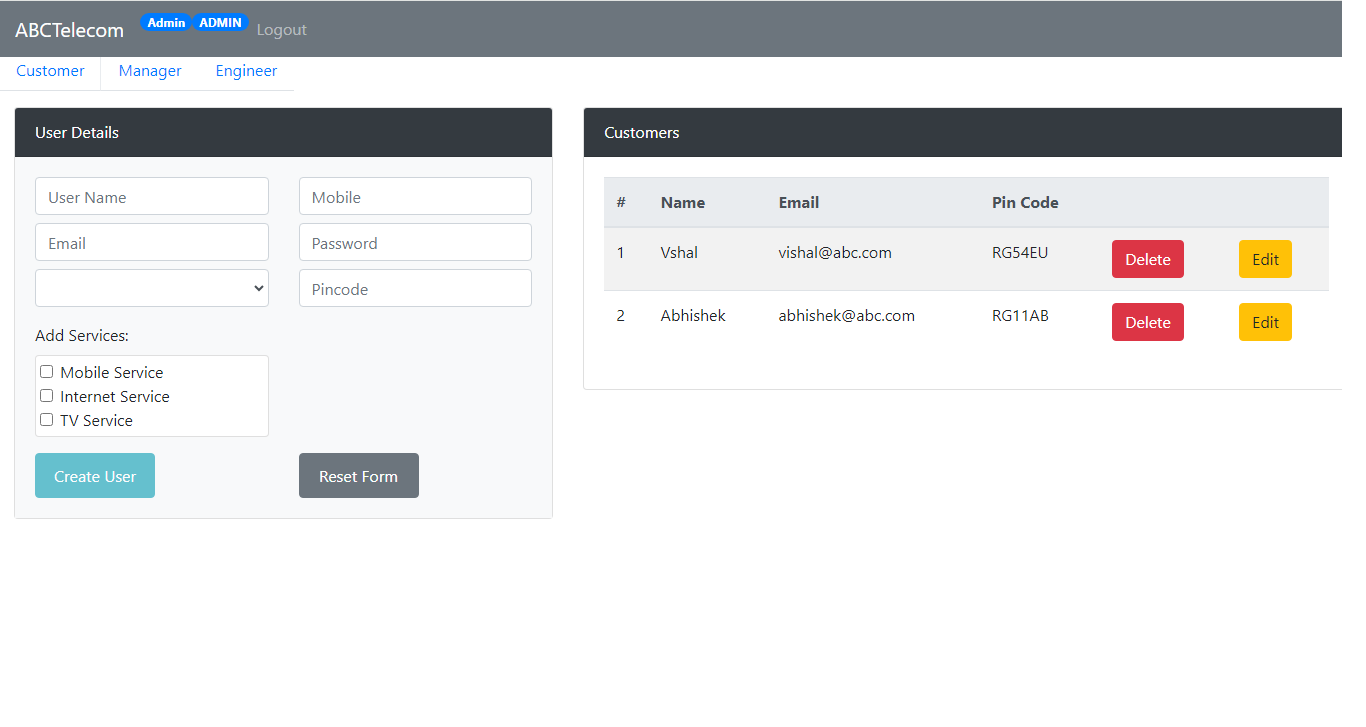 ABCTelecom Admin ADMIN Logout
Customer Manager Engineer
User Details
User Name Mobile
Email Password
Pincode
Add Services:
Mobile Service
Internet Service
TV Service
Create User Reset Form
Customers
# Name Email Pin Code
1 Vshal vishal@abc.com RG54EU Delete Edit
2 Abhishek abhishek@abc.com RG11AB Delete Edit